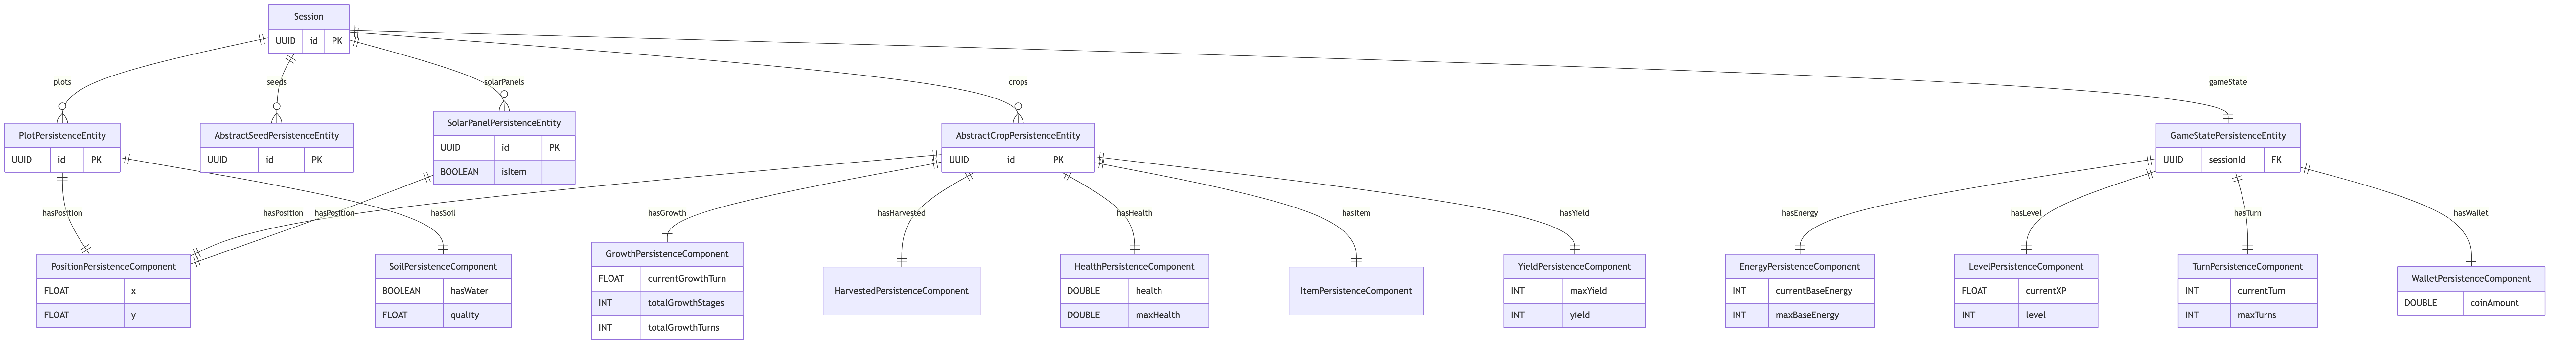 Session
UUID id PK
plots
seeds
solarPanels
crops
gameState
PlotPersistenceEntity
UUID id PK
AbstractSeedPersistenceEntity
UUID id PK
SolarPanelPersistenceEntity
UUID id PK
BOOLEAN isItem
AbstractCropPersistenceEntity
UUID id PK
GameStatePersistenceEntity
UUID sessionId FK
hasPosition
hasPosition
hasPosition
hasSoil
hasGrowth
hasHarvested
hasHealth
hasItem
hasYield
hasEnergy
hasLevel
hasTurn
hasWallet
PositionPersistenceComponent
FLOAT x
FLOAT y
SoilPersistenceComponent
BOOLEAN hasWater
FLOAT quality
GrowthPersistenceComponent
FLOAT currentGrowthTurn
INT totalGrowthStages
INT totalGrowthTurns
HarvestedPersistenceComponent
HealthPersistenceComponent
DOUBLE health
DOUBLE maxHealth
ItemPersistenceComponent
YieldPersistenceComponent
INT maxYield
INT yield
EnergyPersistenceComponent
INT currentBaseEnergy
INT maxBaseEnergy
LevelPersistenceComponent
FLOAT currentXP
INT level
TurnPersistenceComponent
INT currentTurn
INT maxTurns
WalletPersistenceComponent
DOUBLE coinAmount